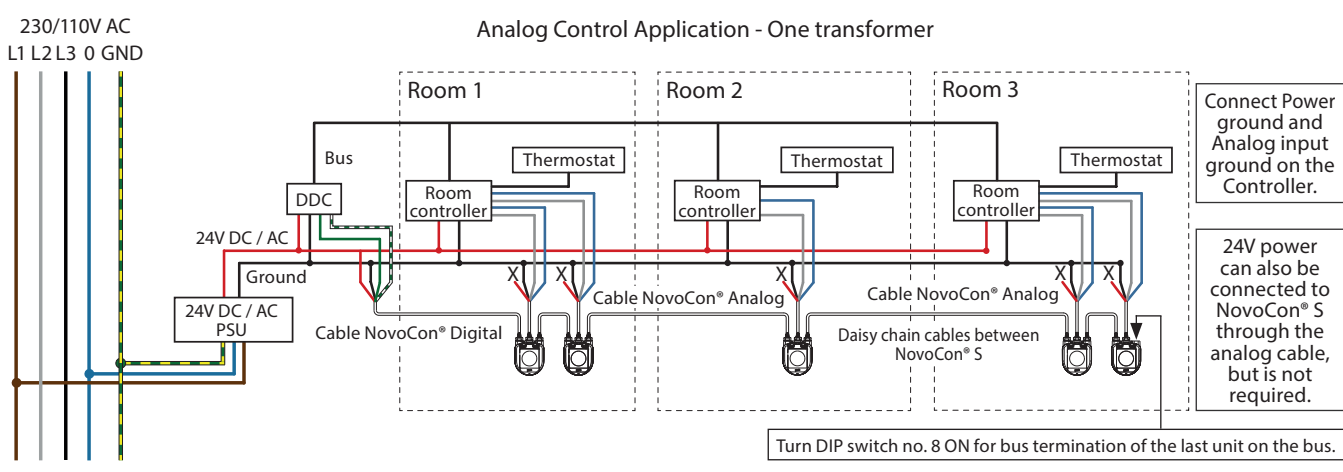 230/110V AC
L1 L2 L3 0 GND
Analog Control Application - One transformer
Room 1
Room 2
Room 3
Bus
Thermostat
Thermostat
Thermostat
DDC
Room
controller
Room
controller
Room
controller
24V DC / AC
Ground
24V DC / AC
PSU
X
X
X
X
X
Cable NovoCon® Digital
Cable NovoCon® Analog
Cable NovoCon® Analog
Daisy chain cables between
NovoCon® S
Connect Power
ground and
Analog input
ground on the
Controller.
24V power
can also be
connected to
NovoCon® S
through the
analog cable,
but is not
required.
Turn DIP switch no. 8 ON for bus termination of the last unit on the bus.